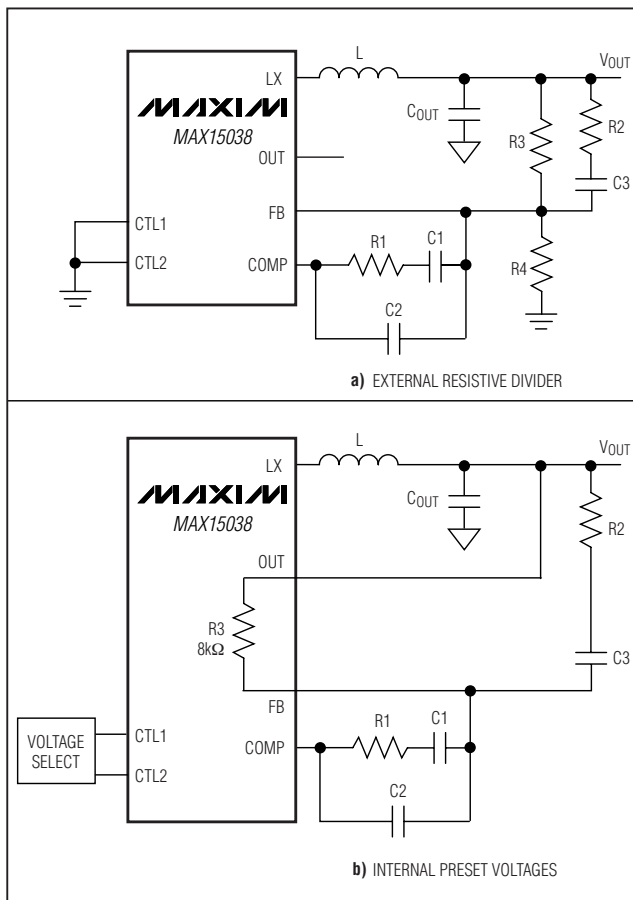 L
LX
VOUT
MAXIM
MAX15038
COUT
R3
R2
C3
OUT
FB
CTL1
CTL2
COMP
R1
C1
R4
C2
a) EXTERNAL RESISTIVE DIVIDER
L
LX
VOUT
MAXIM
MAX15038
COUT
R2
OUT
R3
8kΩ
C3
FB
VOLTAGE
SELECT
CTL1
CTL2
COMP
R1
C1
C2
b) INTERNAL PRESET VOLTAGES